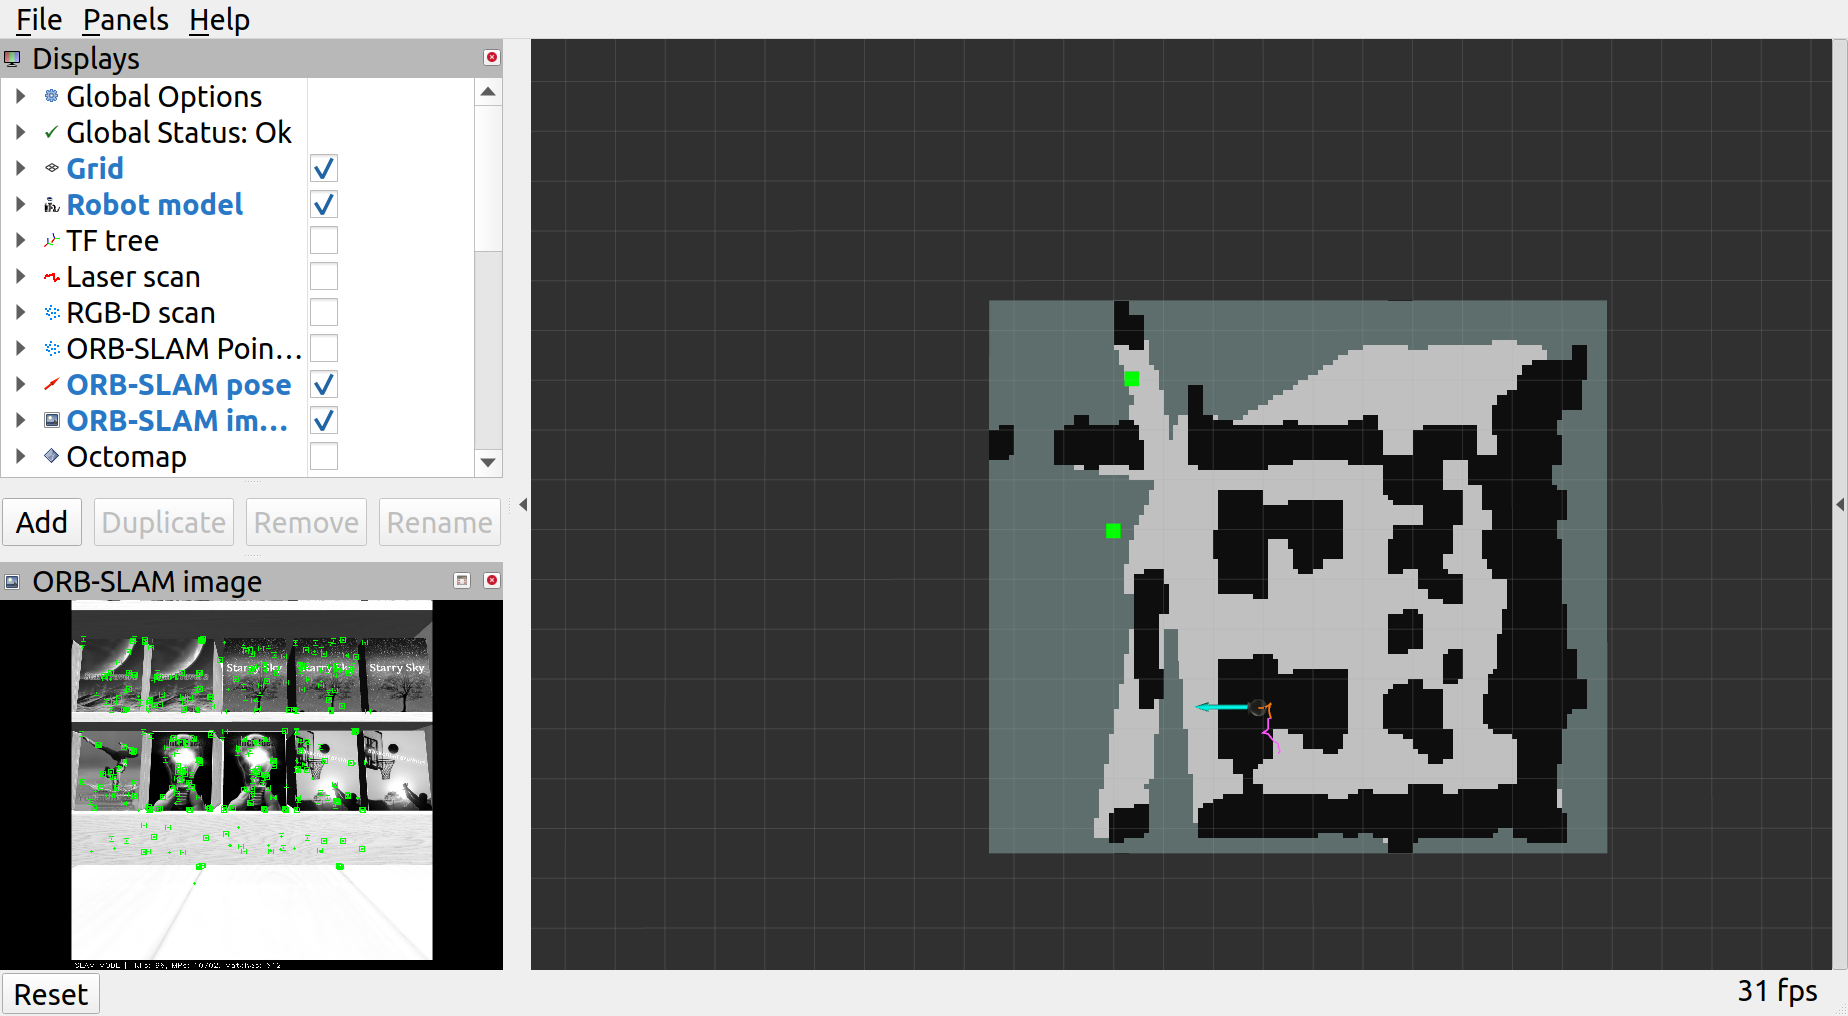 File Panels Help
Displays
Global Options
Global Status: Ok
Grid
Robot model
TF tree
Laser scan
RGB-D scan
ORB-SLAM Poin...
ORB-SLAM pose
ORB-SLAM im...
Octomap
Add Duplicate Remove Rename
ORB-SLAM image
Starry Sky Starry Sky Starry Sky
SLAM MODE |
Reset
31 fps